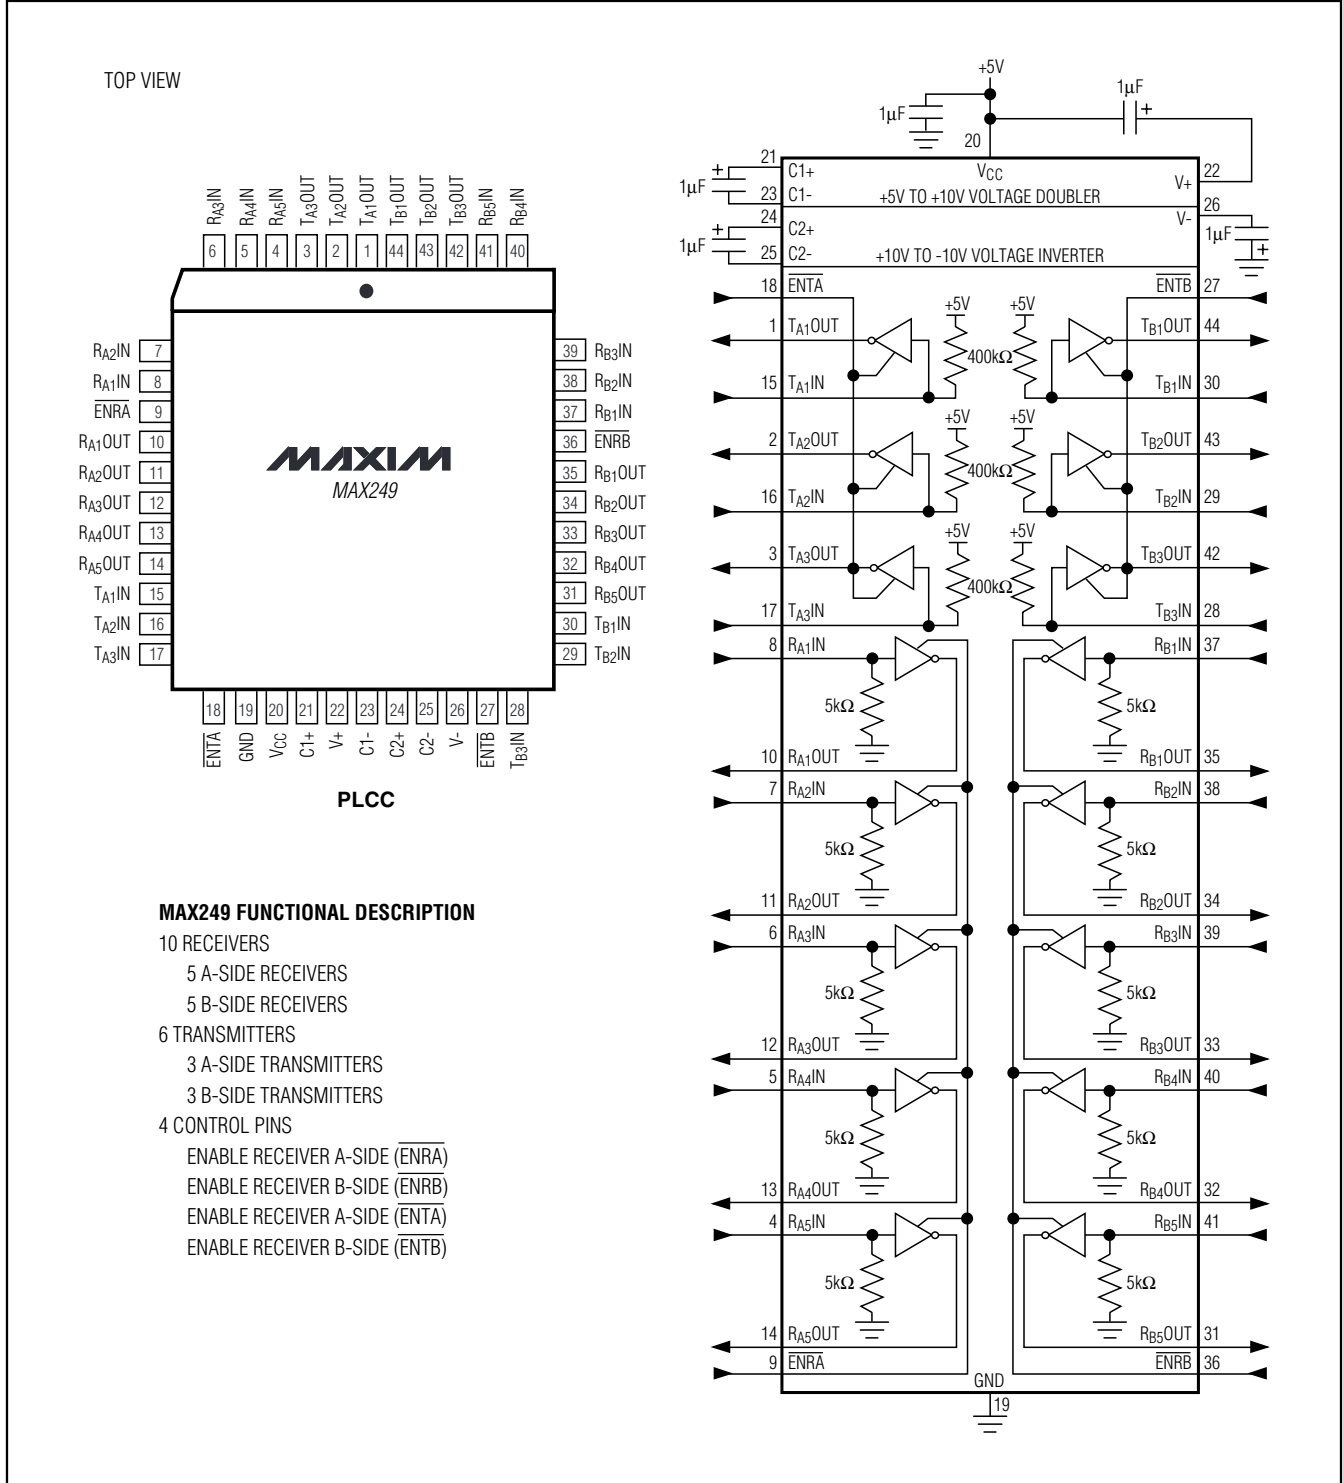 TOP VIEW
RA3IN
RA4IN
RA5IN
TA3OUT
TA2OUT
TA1OUT
TB1OUT
TB2OUT
TB3OUT
RB5IN
RB4IN
6 5 4 3 2 1 44 43 42 41 40
RA2IN 7
RA1IN 8
ENRA 9
RA1OUT 10
RA2OUT 11
RA3OUT 12
RA4OUT 13
RA5OUT 14
TA1IN 15
TA2IN 16
TA3IN 17
MAXIM
MAX249
39 RB3IN
38 RB2IN
37 RB1IN
36 ENRB
35 RB1OUT
34 RB2OUT
33 RB3OUT
32 RB4OUT
31 RB5OUT
30 TB1IN
29 TB2IN
18 19 20 21 22 23 24 25 26 27 28
ENTA
GND
VCC
C1+
V+
C1-
C2+
C2-
V-
ENTB
TB3IN
PLCC
MAX249 FUNCTIONAL DESCRIPTION
10 RECEIVERS
5 A-SIDE RECEIVERS
5 B-SIDE RECEIVERS
6 TRANSMITTERS
3 A-SIDE TRANSMITTERS
3 B-SIDE TRANSMITTERS
4 CONTROL PINS
ENABLE RECEIVER A-SIDE (ENRA)
ENABLE RECEIVER B-SIDE (ENRB)
ENABLE RECEIVER A-SIDE (ENTA)
ENABLE RECEIVER B-SIDE (ENTB)
+5V
1μF
1μF +
20
21 C1+ VCC V+ 22
+ 1μF
23 C1- +5V TO +10V VOLTAGE DOUBLER
24 C2+ V- 26
+ 1μF
1μF +
25 C2- +10V TO -10V VOLTAGE INVERTER
18 ENTA ENTB 27
+5V +5V
1 TA1OUT TB1OUT 44
400kΩ
15 TA1IN TB1IN 30
+5V +5V
2 TA2OUT TB2OUT 43
400kΩ
16 TA2IN TB2IN 29
+5V +5V
3 TA3OUT TB3OUT 42
400kΩ
17 TA3IN TB3IN 28
8 RA1IN RB1IN 37
5kΩ 5kΩ
10 RA1OUT RB1OUT 35
7 RA2IN RB2IN 38
5kΩ 5kΩ
11 RA2OUT RB2OUT 34
6 RA3IN RB3IN 39
5kΩ 5kΩ
12 RA3OUT RB3OUT 33
5 RA4IN RB4IN 40
5kΩ 5kΩ
13 RA4OUT RB4OUT 32
4 RA5IN RB5IN 41
5kΩ 5kΩ
14 RA5OUT RB5OUT 31
9 ENRA ENRB 36
GND
19